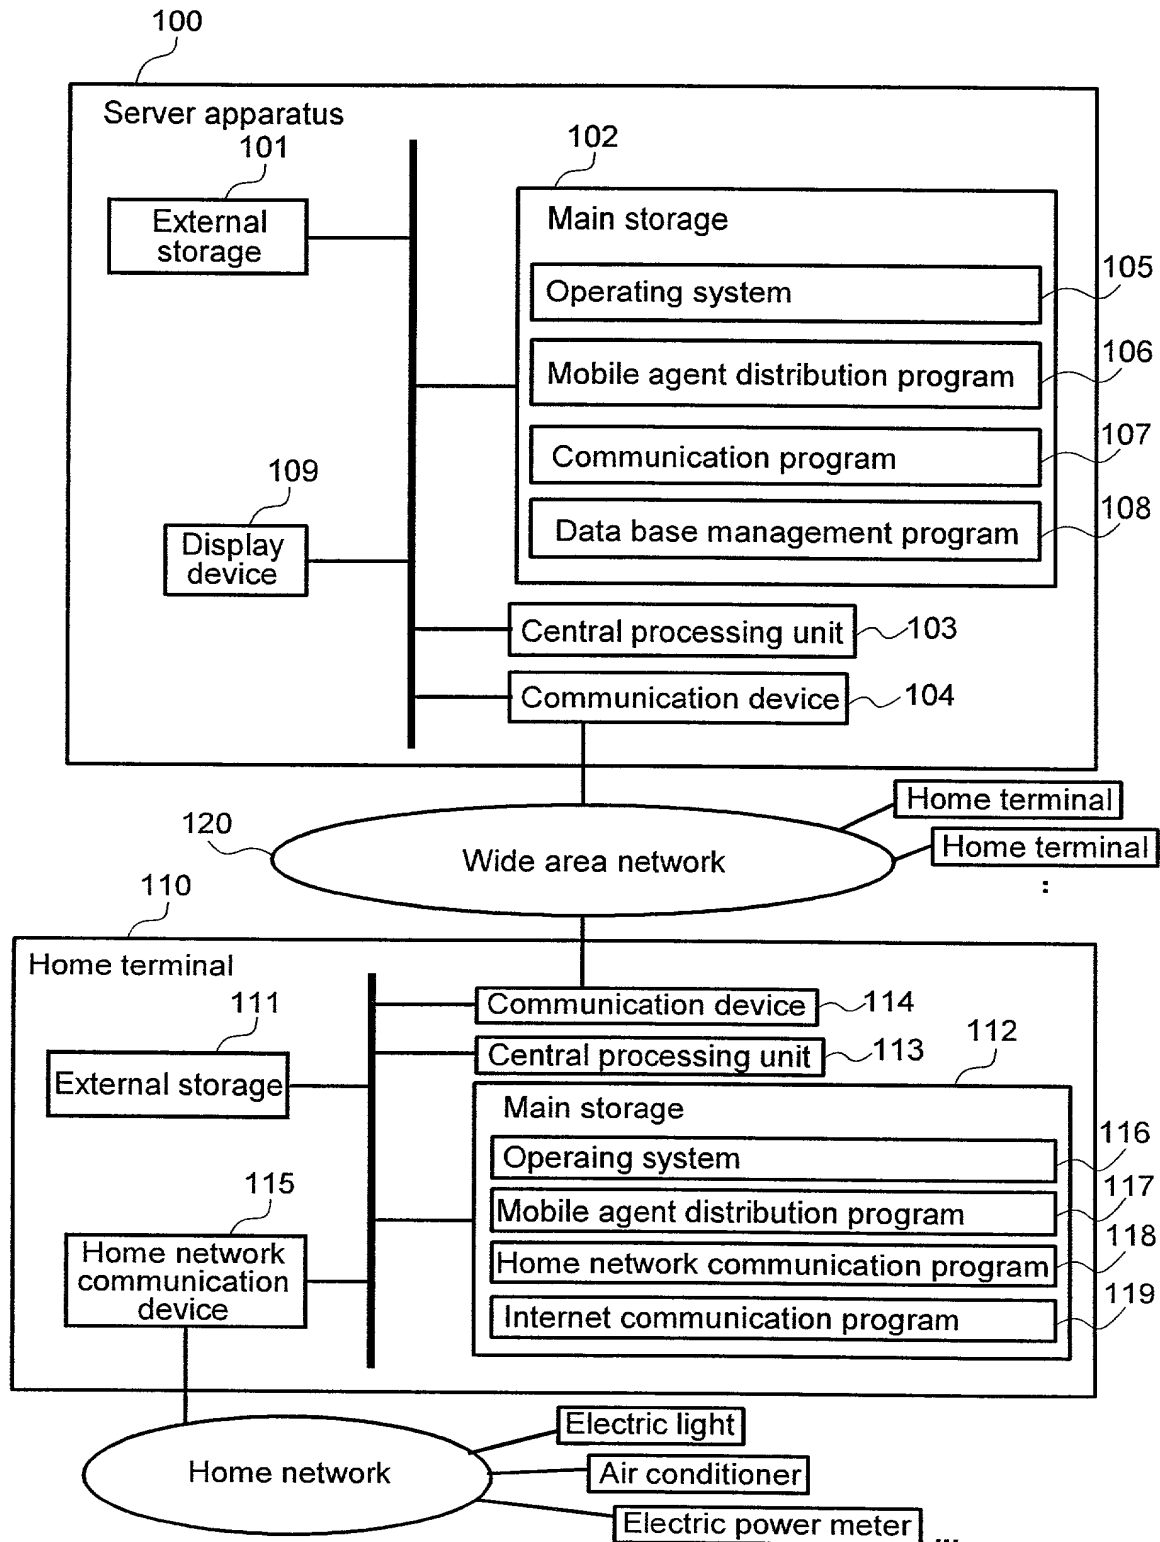 100
Server apparatus
101
External
storage
102
Main storage
Operating system
105
Mobile agent distribution program
106
Communication program
107
Data base management program
108
109
Display
device
Central processing unit
103
Communication device
104
Home terminal
Home terminal
:
120
Wide area network
110
Home terminal
111
External storage
Communication device
114
Central processing unit
113
112
Main storage
Operaing system
116
Mobile agent distribution program
117
Home network communication program
118
Internet communication program
119
115
Home network
communication
device
Home network
Electric light
Air conditioner
Electric power meter
...